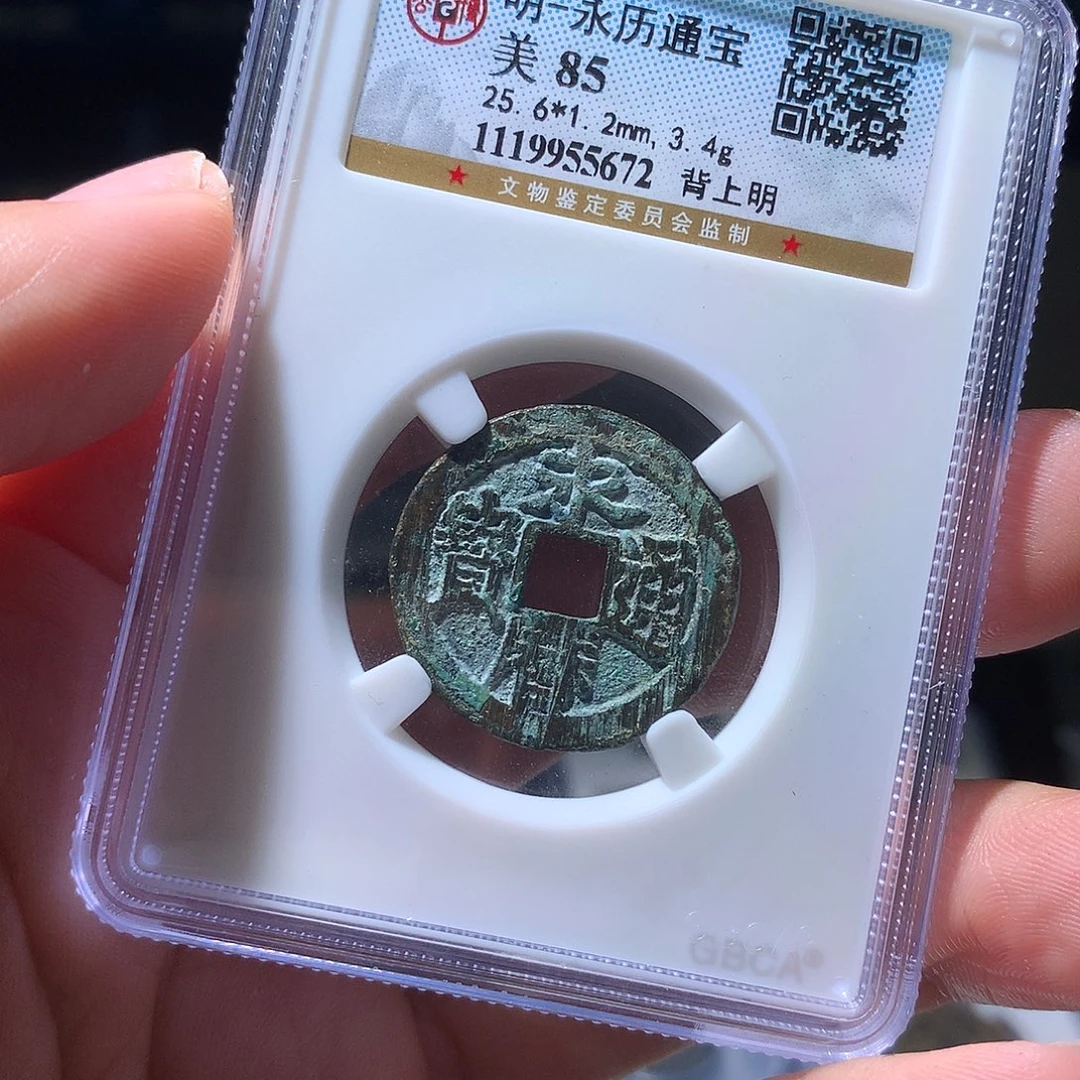 明-永历通宝
美 85
25.6*1.2mm, 3.4g
1119955672 背上明
★ 文物鉴定委员会监制 ★
永
寶 通
曆
GBCA®